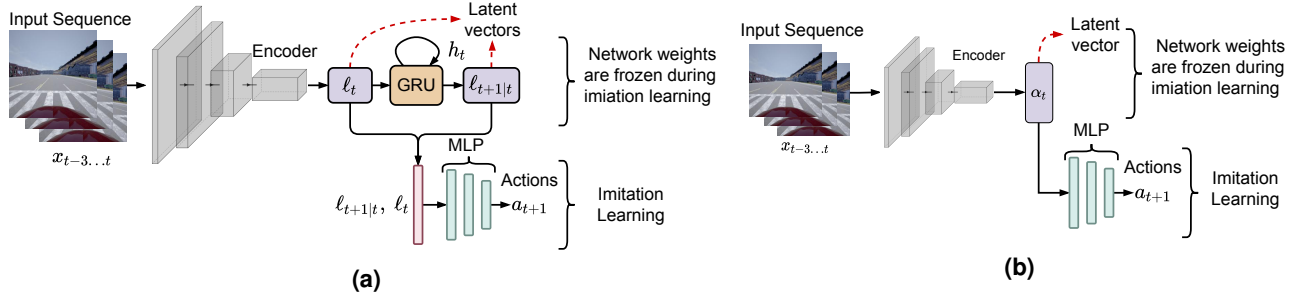 Input Sequence
Encoder
Latent
vectors
h_t
ℓ_t
GRU
ℓ_{t+1|t}
Network weights
are frozen during
imiation learning
x_{t−3...t}
MLP
Actions
ℓ_{t+1|t}, ℓ_t
a_{t+1}
Imitation
Learning
(a)
Input Sequence
Encoder
Latent
vector
α_t
Network weights
are frozen during
imiation learning
x_{t−3...t}
MLP
Actions
a_{t+1}
Imitation
Learning
(b)